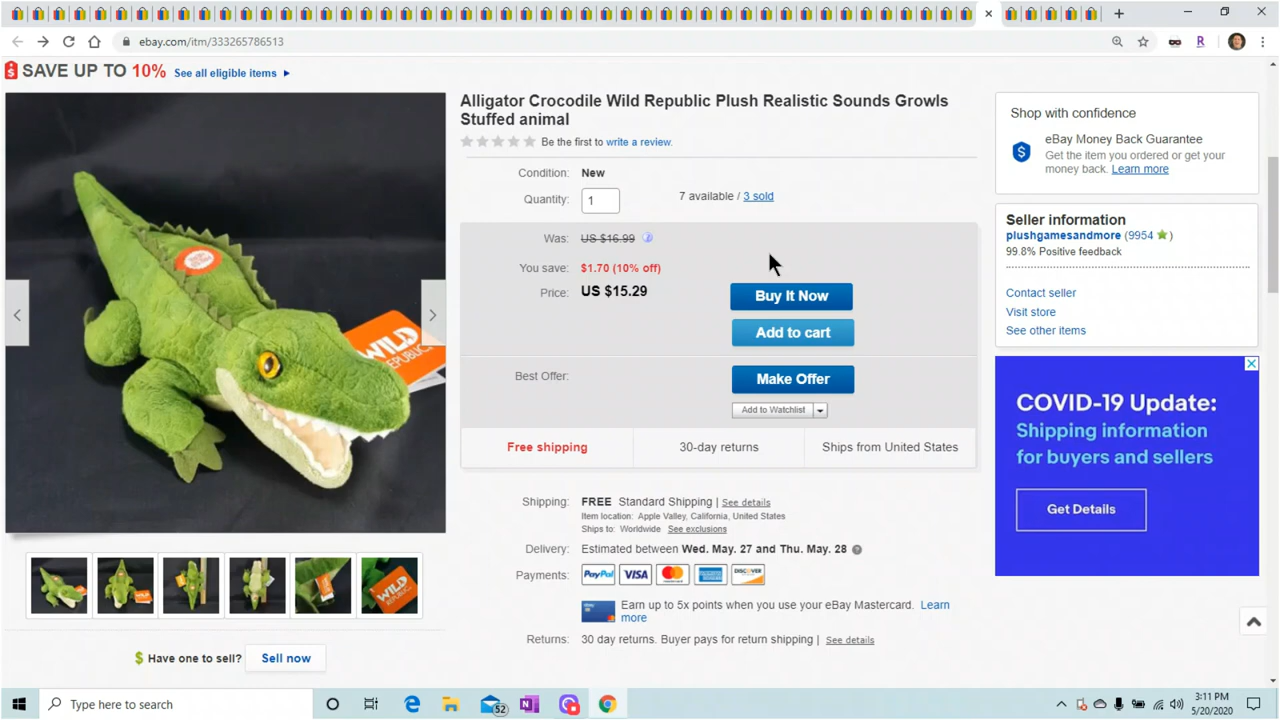 ebay.com/itm/333265786513
SAVE UP TO 10% See all eligible items
Alligator Crocodile Wild Republic Plush Realistic Sounds Growls
Stuffed animal
Be the first to write a review.
Condition: New
Quantity: 1
7 available / 3 sold
Was: US $16.99
You save: $1.70 (10% off)
Price: US $15.29
Buy It Now
Add to cart
Best Offer:
Make Offer
Add to Watchlist
Free shipping
30-day returns
Ships from United States
Shipping: FREE Standard Shipping | See details
Item location: Apple Valley, California, United States
Ships to: Worldwide See exclusions
Delivery: Estimated between Wed. May. 27 and Thu. May. 28
Payments: PayPal VISA
DISCOVER
Earn up to 5x points when you use your eBay Mastercard. Learn
more
Returns: 30 day returns. Buyer pays for return shipping | See details
WILD
REPUBLIC
Have one to sell? Sell now
Shop with confidence
eBay Money Back Guarantee
Get the item you ordered or get your
money back. Learn more
Seller information
plushgamesandmore (9954 )
99.8% Positive feedback
Contact seller
Visit store
See other items
COVID-19 Update:
Shipping information
for buyers and sellers
Get Details
Type here to search
52
3:11 PM
5/20/2020